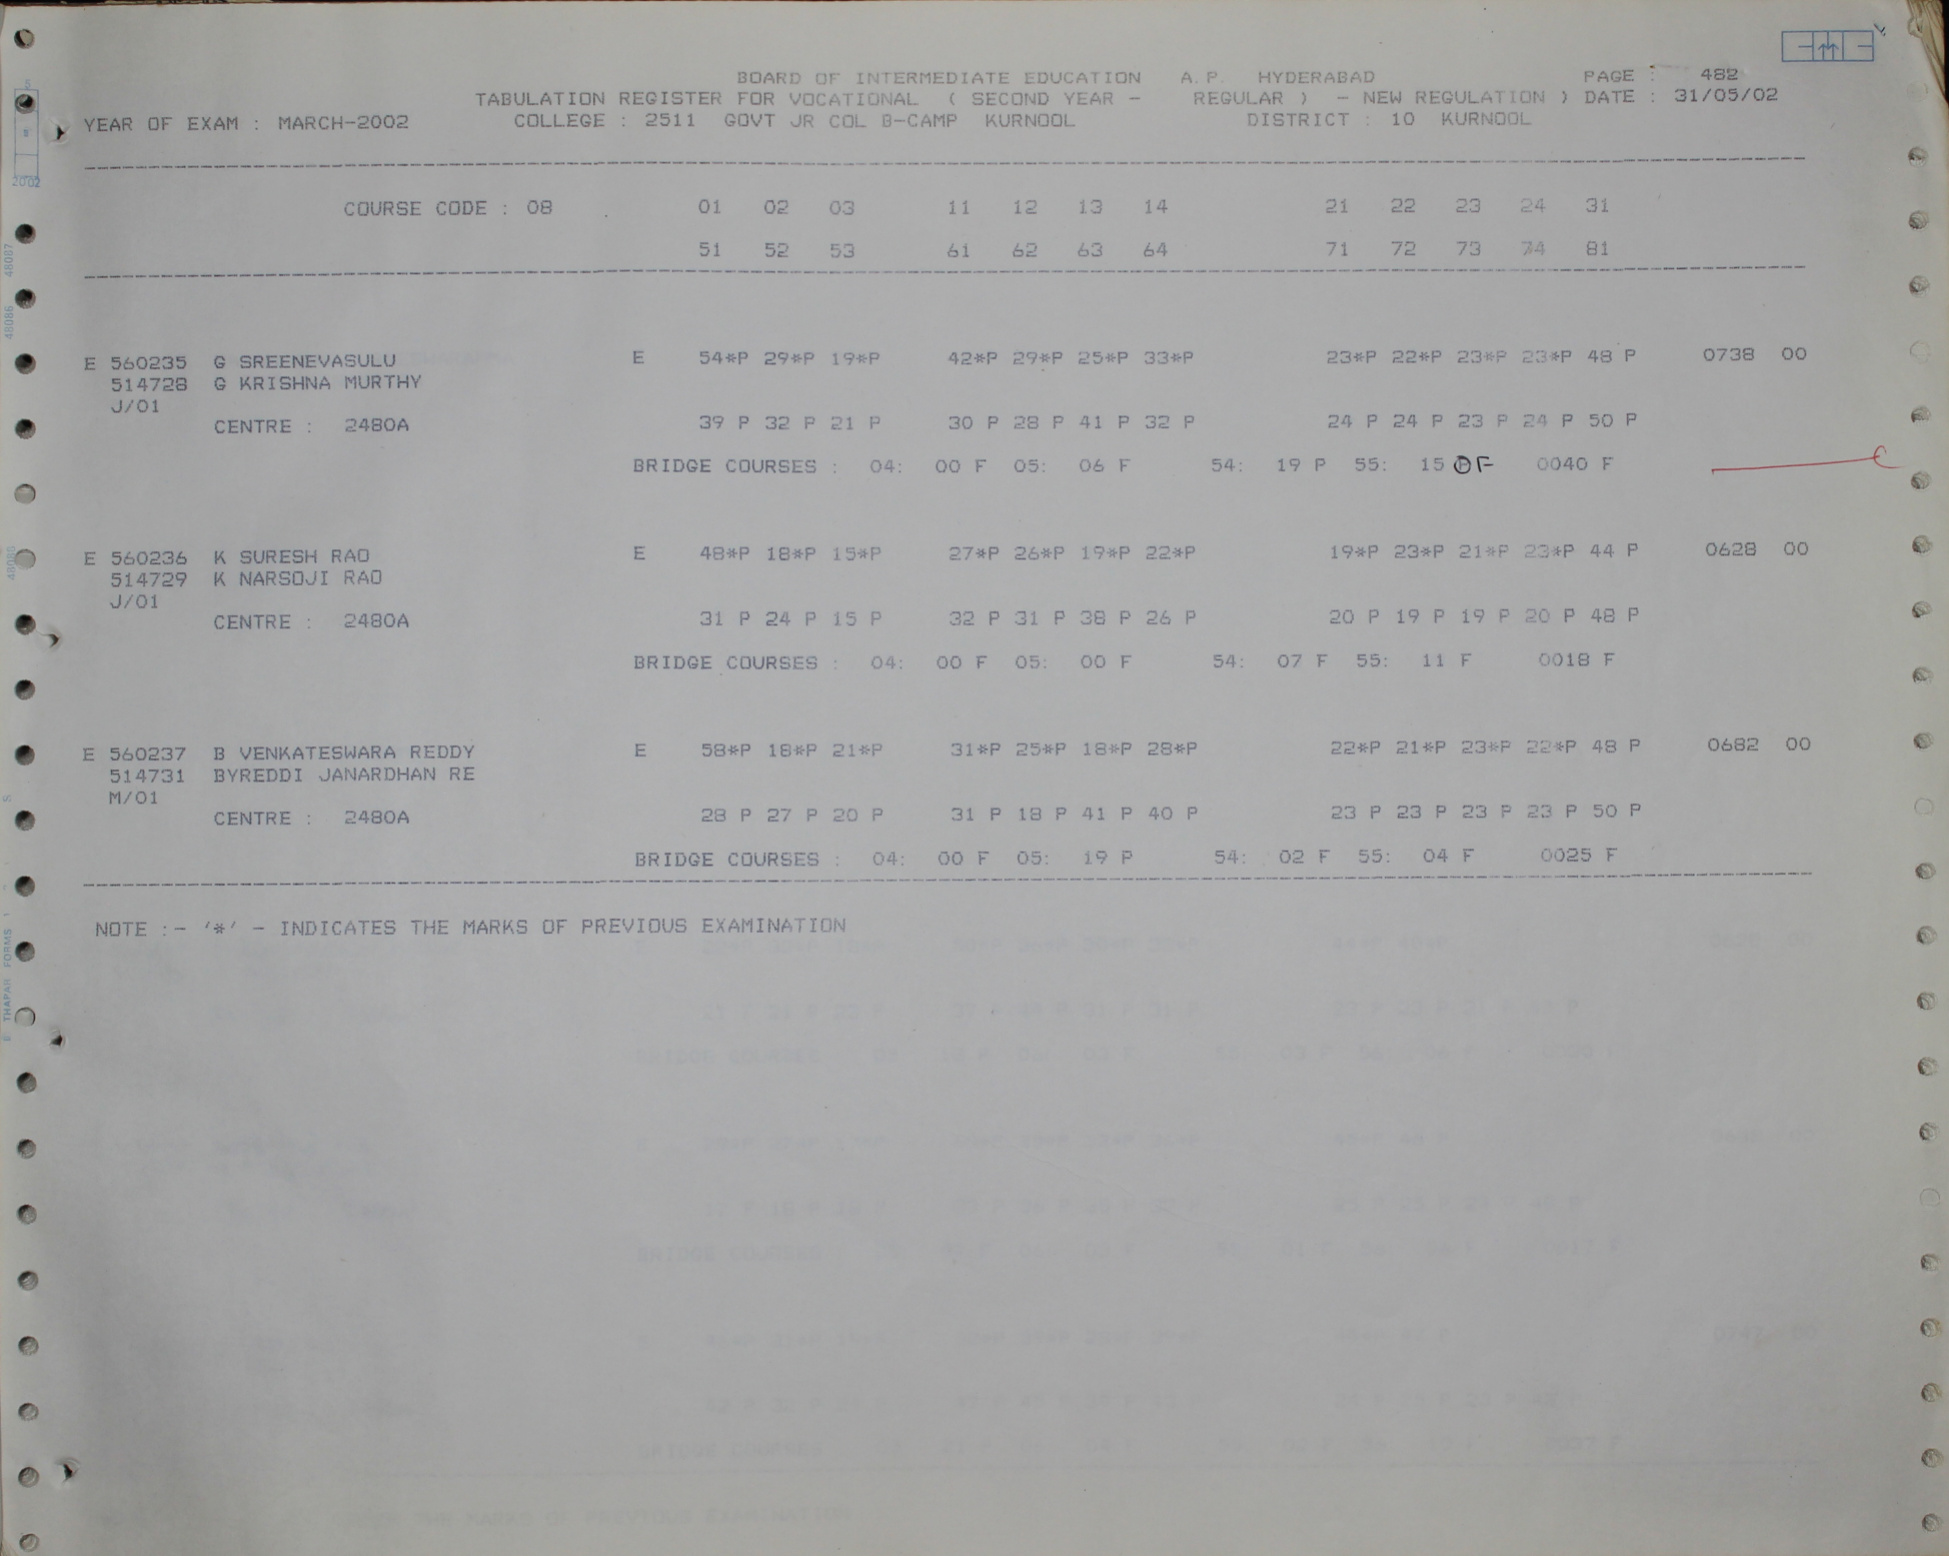 BOARD OF INTERMEDIATE EDUCATION A.P. HYDERABAD PAGE : 482
TABULATION REGISTER FOR VOCATIONAL ( SECOND YEAR - REGULAR ) - NEW REGULATION ) DATE : 31/05/02
YEAR OF EXAM : MARCH-2002 COLLEGE : 2511 GOVT JR COL B-CAMP KURNOOL DISTRICT : 10 KURNOOL
COURSE CODE : 08 01 02 03 11 12 13 14 21 22 23 24 31
51 52 53 61 62 63 64 71 72 73 74 81
E 560235 G SREENEVASULU E 54*P 29*P 19*P 42*P 29*P 25*P 33*P 23*P 22*P 23*P 23*P 48 P 0738 00
514728 G KRISHNA MURTHY
J/01
CENTRE : 2480A 39 P 32 P 21 P 30 P 28 P 41 P 32 P 24 P 24 P 23 P 24 P 50 P
BRIDGE COURSES : 04: 00 F 05: 06 F 54: 19 P 55: 15 P F 0040 F
E 560236 K SURESH RAO E 48*P 18*P 15*P 27*P 26*P 19*P 22*P 19*P 23*P 21*P 23*P 44 P 0628 00
514729 K NARSOJI RAO
J/01
CENTRE : 2480A 31 P 24 P 15 P 32 P 31 P 38 P 26 P 20 P 19 P 19 P 20 P 48 P
BRIDGE COURSES : 04: 00 F 05: 00 F 54: 07 F 55: 11 F 0018 F
E 560237 B VENKATESWARA REDDY E 58*P 18*P 21*P 31*P 25*P 18*P 28*P 22*P 21*P 23*P 22*P 48 P 0682 00
514731 BYREDDI JANARDHAN RE
M/01
CENTRE : 2480A 28 P 27 P 20 P 31 P 18 P 41 P 40 P 23 P 23 P 23 P 23 P 50 P
BRIDGE COURSES : 04: 00 F 05: 19 P 54: 02 F 55: 04 F 0025 F
NOTE :- '*' - INDICATES THE MARKS OF PREVIOUS EXAMINATION
2002
48087
48086
THAPAR FORMS